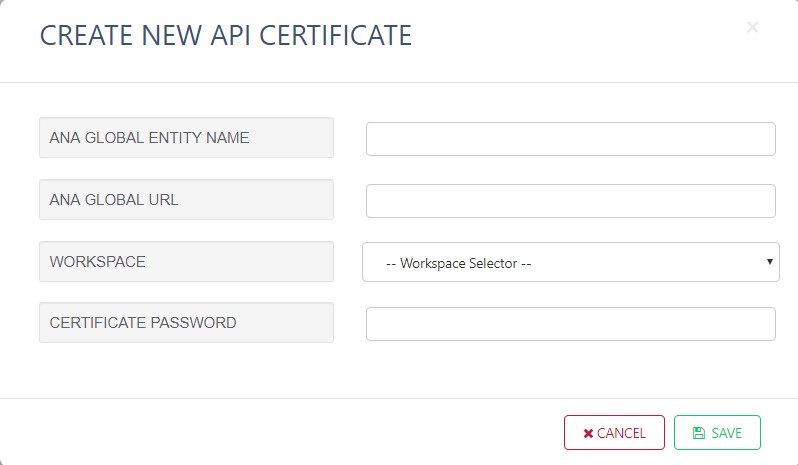 CREATE NEW API CERTIFICATE
ANA GLOBAL ENTITY NAME
ANA GLOBAL URL
WORKSPACE
-- Workspace Selector --
CERTIFICATE PASSWORD
CANCEL
SAVE